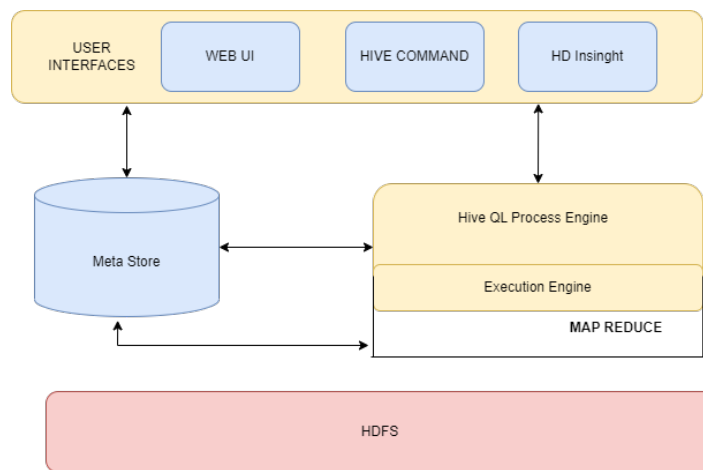 USER
INTERFACES
WEB UI
HIVE COMMAND
HD Insinght
Meta Store
Hive QL Process Engine
Execution Engine
MAP REDUCE
HDFS